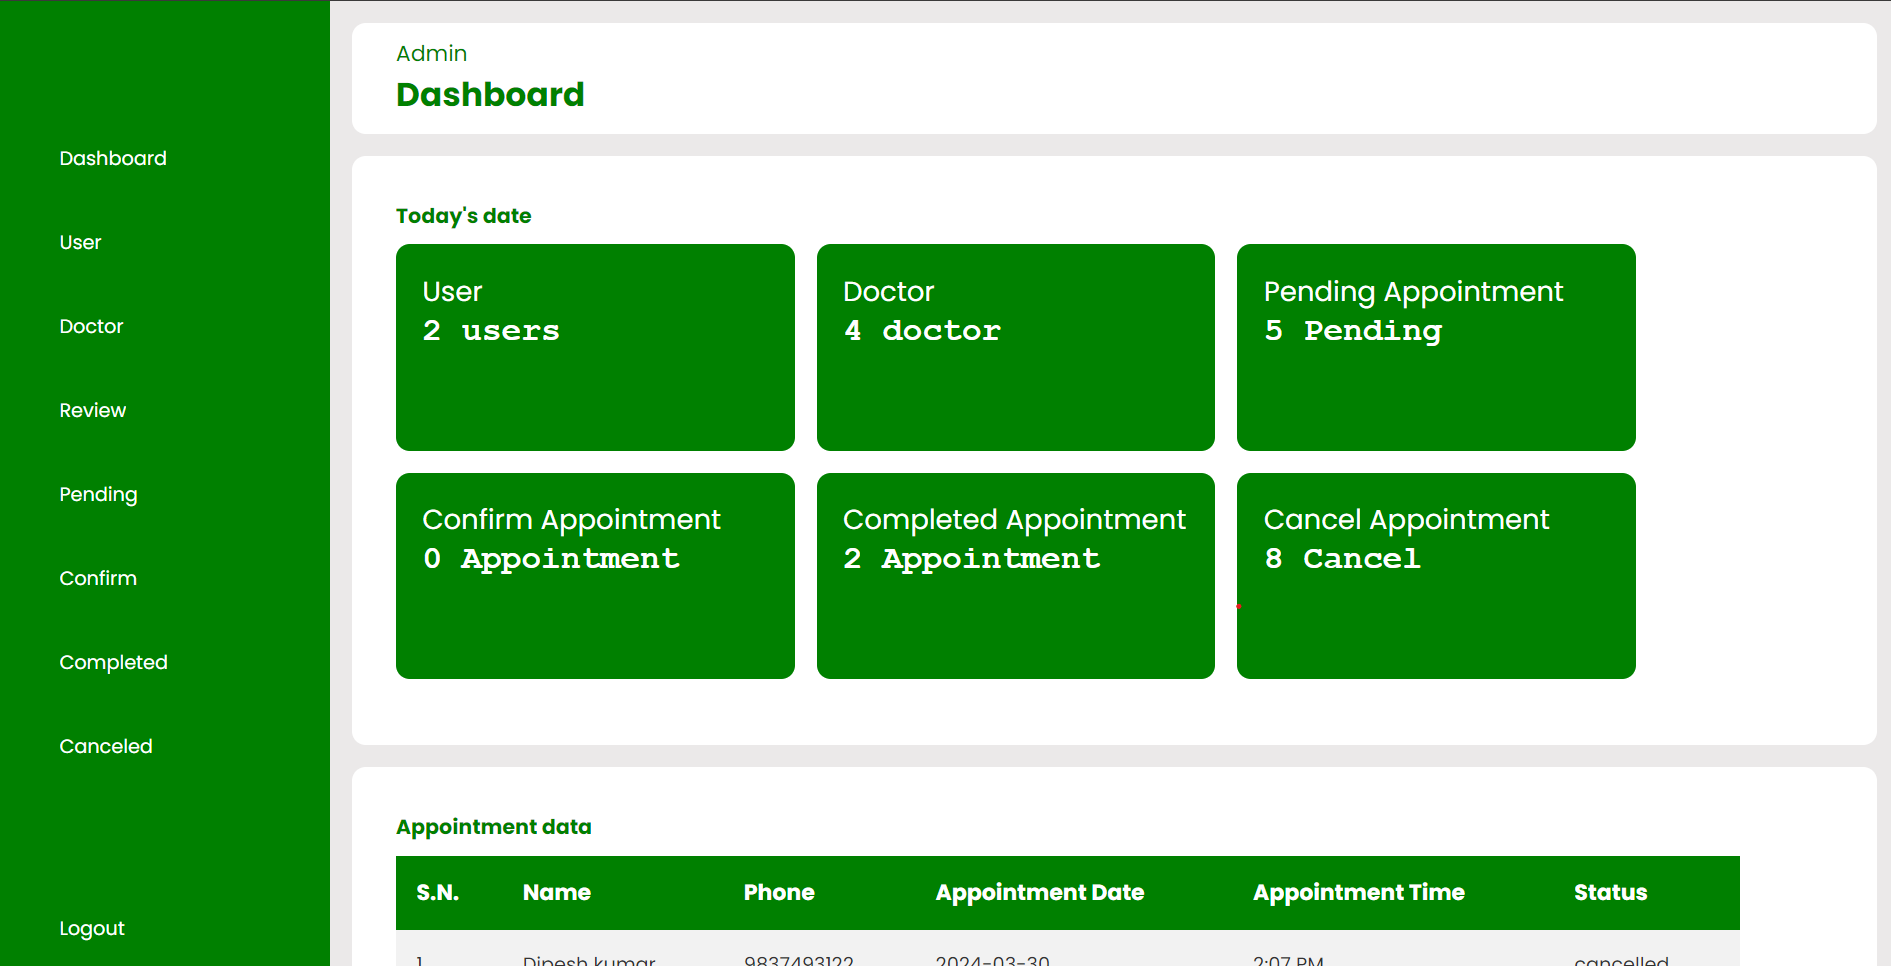 Dashboard
User
Doctor
Review
Pending
Confirm
Completed
Canceled
Logout
Admin
Dashboard
Today's date
User
2 users
Doctor
4 doctor
Pending Appointment
5 Pending
Confirm Appointment
0 Appointment
Completed Appointment
2 Appointment
Cancel Appointment
8 Cancel
Appointment data
S.N. Name Phone Appointment Date Appointment Time Status
1 Dipesh kumar 9837493122 2024-03-30 2:07 PM cancelled